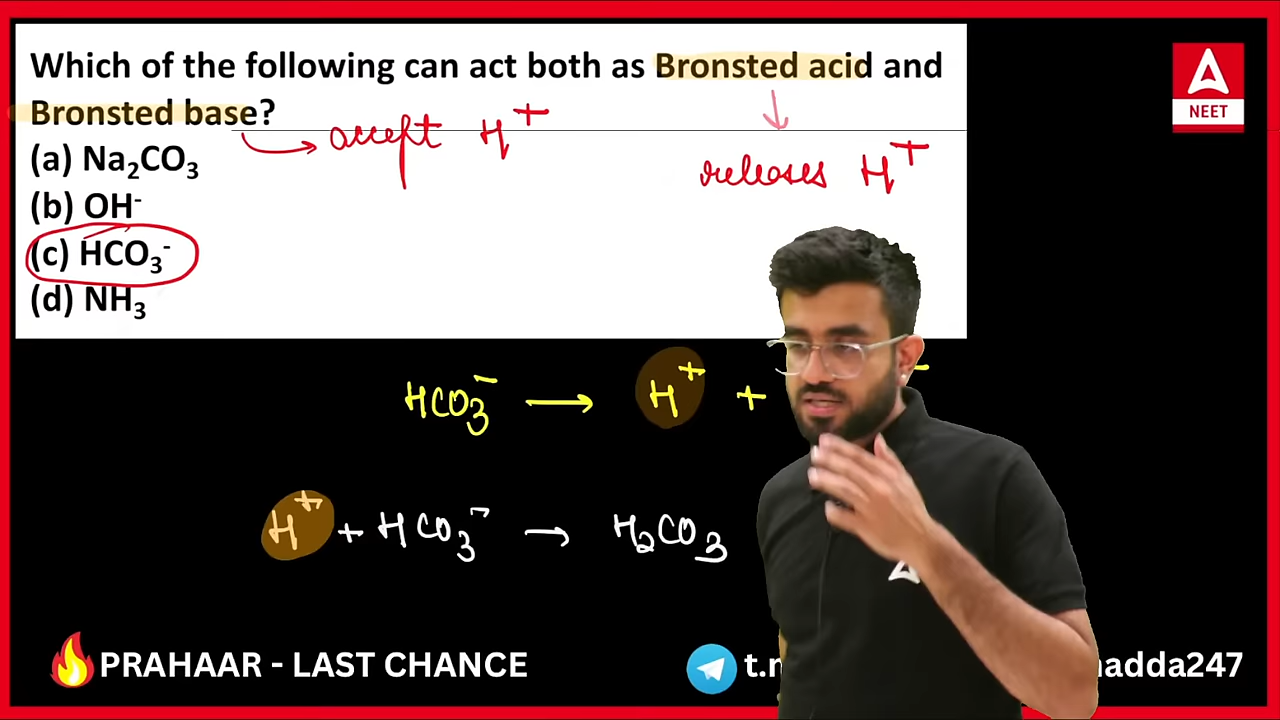 Which of the following can act both as Bronsted acid and
Bronsted base?
accept H⁺
releases H⁺
(a) Na₂CO₃
(b) OH⁻
(c) HCO₃⁻
(d) NH₃
NEET
HCO₃⁻ → H⁺ +
H⁺ + HCO₃⁻ → H₂CO₃
PRAHAAR - LAST CHANCE